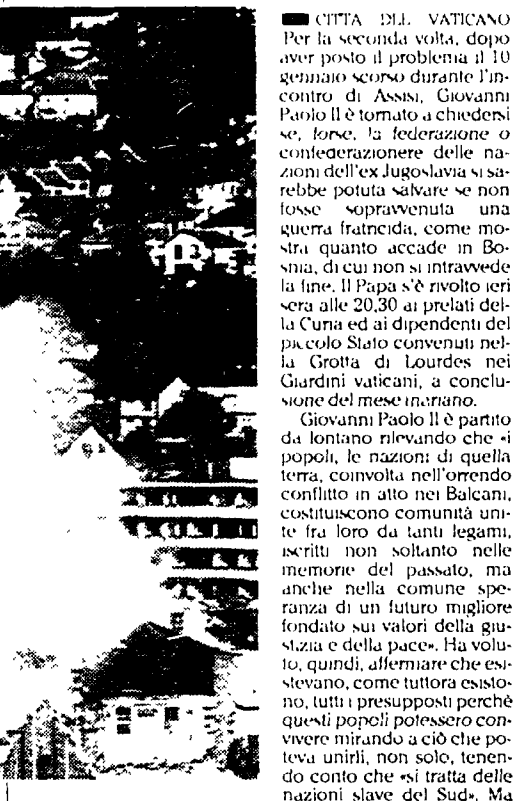 CITTÀ DEL VATICANO
Per la seconda volta, dopo
aver posto il problema il 10
gennaio scorso durante l'in-
contro di Assisi, Giovanni
Paolo II è tornato a chiedersi
se, forse, la federazione o
confederazionere delle na-
zioni dell'ex Jugoslavia si sa-
rebbe potuta salvare se non
fosse sopravvenuta una
guerra fratricida, come mo-
stra quanto accade in Bo-
snia, di cui non si intravvede
la fine. Il Papa s'è rivolto ieri
sera alle 20,30 ai prelati del-
la Curia ed ai dipendenti del
piccolo Stato convenuti nel-
la Grotta di Lourdes nei
Giardini vaticani, a conclu-
sione del mese mariano.
Giovanni Paolo II è partito
da lontano rilevando che «i
popoli, le nazioni di quella
terra, coinvolta nell'orrendo
conflitto in atto nei Balcani,
costituiscono comunità uni-
te fra loro da tanti legami,
iscritti non soltanto nelle
memorie del passato, ma
anche nella comune spe-
ranza di un futuro migliore
fondato sui valori della giu-
stizia e della pace». Ha volu-
to, quindi, affermare che esi-
stevano, come tuttora esisto-
no, tutti i presupposti perchè
questi popoli potessero con-
vivere mirando a ciò che po-
teva unirli, non solo, tenen-
do conto che «si tratta delle
nazioni slave del Sud». Ma